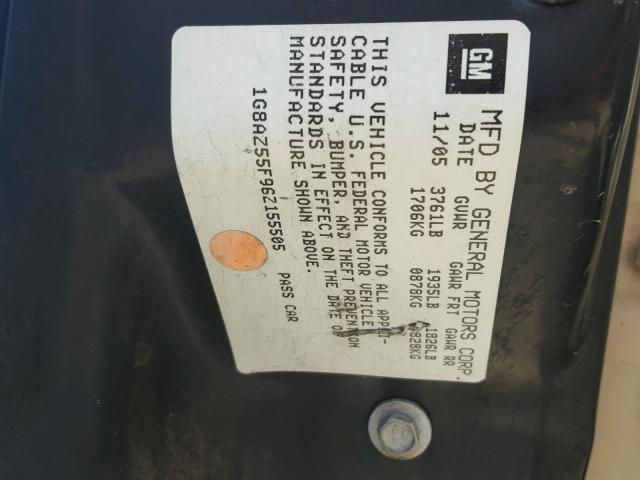 GM
MFD BY GENERAL MOTORS CORP.
DATE GVWR GAWR FRT GAWR RR
11/05 3761LB 1935LB 1826LB
1706KG 0878KG 0828KG
THIS VEHICLE CONFORMS TO ALL APPLI-
CABLE U.S. FEDERAL MOTOR VEHICLE
SAFETY, BUMPER, AND THEFT PREVENTION
STANDARDS IN EFFECT ON THE DATE OF
MANUFACTURE SHOWN ABOVE.
1G8AZ55F96Z155505 PASS CAR